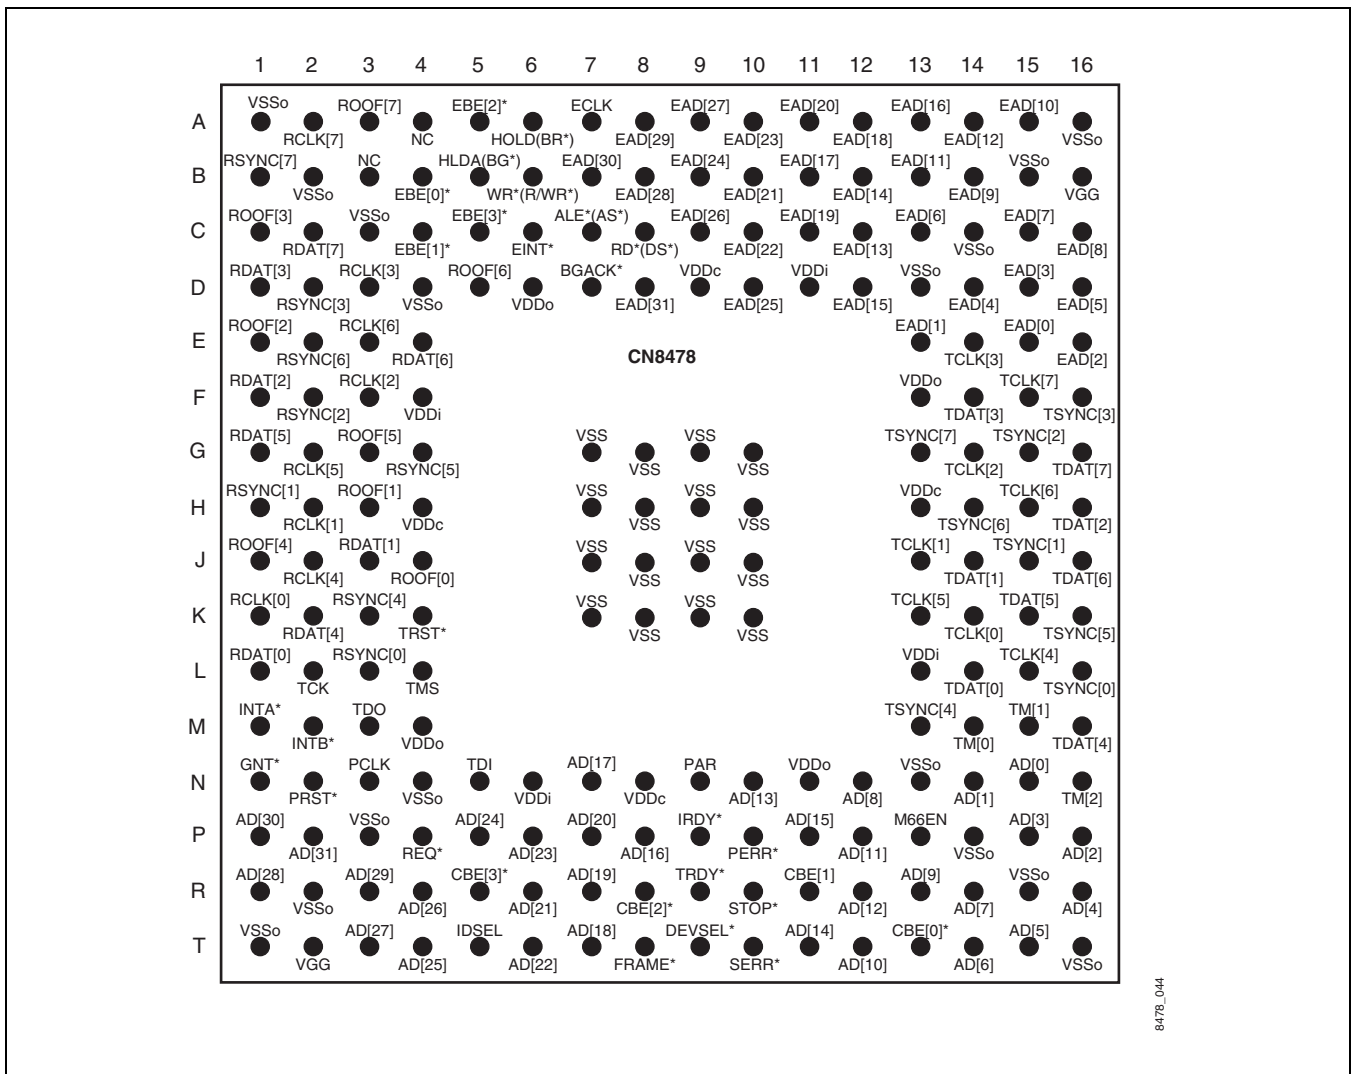 1 2 3 4 5 6 7 8 9 10 11 12 13 14 15 16
VSSo ROOF[7] EBE[2]* ECLK EAD[27] EAD[20] EAD[16] EAD[10]
A
RCLK[7] NC HOLD(BR*) EAD[29] EAD[23] EAD[18] EAD[12] VSSo
RSYNC[7] NC HLDA(BG*) EAD[30] EAD[24] EAD[17] EAD[11] VSSo
B
VSSo EBE[0]* WR*(R/WR*) EAD[28] EAD[21] EAD[14] EAD[9] VGG
ROOF[3] VSSo EBE[3]* ALE*(AS*) EAD[26] EAD[19] EAD[6] EAD[7]
C
RDAT[7] EBE[1]* EINT* RD*(DS*) EAD[22] EAD[13] VSSo EAD[8]
RDAT[3] RCLK[3] ROOF[6] BGACK* VDDc VDDi VSSo EAD[3]
D
RSYNC[3] VSSo VDDo EAD[31] EAD[25] EAD[15] EAD[4] EAD[5]
ROOF[2] RCLK[6] EAD[1] EAD[0]
E
RSYNC[6] RDAT[6] CN8478 TCLK[3] EAD[2]
RDAT[2] RCLK[2] VDDo TCLK[7]
F
RSYNC[2] VDDi TDAT[3] TSYNC[3]
RDAT[5] ROOF[5] VSS VSS TSYNC[7] TSYNC[2]
G
RCLK[5] RSYNC[5] VSS VSS TCLK[2] TDAT[7]
RSYNC[1] ROOF[1] VSS VSS VDDc TCLK[6]
H
RCLK[1] VDDc VSS VSS TSYNC[6] TDAT[2]
ROOF[4] RDAT[1] VSS VSS TCLK[1] TSYNC[1]
J
RCLK[4] ROOF[0] VSS VSS TDAT[1] TDAT[6]
RCLK[0] RSYNC[4] VSS VSS TCLK[5] TDAT[5]
K
RDAT[4] TRST* VSS VSS TCLK[0] TSYNC[5]
RDAT[0] RSYNC[0] VDDi TCLK[4]
L
TCK TMS TDAT[0] TSYNC[0]
INTA* TDO TSYNC[4] TM[1]
M
INTB* VDDo TM[0] TDAT[4]
GNT* PCLK TDI AD[17] PAR VDDo VSSo AD[0]
N
PRST* VSSo VDDi VDDc AD[13] AD[8] AD[1] TM[2]
AD[30] VSSo AD[24] AD[20] IRDY* AD[15] M66EN AD[3]
P
AD[31] REQ* AD[23] AD[16] PERR* AD[11] VSSo AD[2]
AD[28] AD[29] CBE[3]* AD[19] TRDY* CBE[1] AD[9] VSSo
R
VSSo AD[26] AD[21] CBE[2]* STOP* AD[12] AD[7] AD[4]
VSSo AD[27] IDSEL AD[18] DEVSEL* AD[14] CBE[0]* AD[5]
T
VGG AD[25] AD[22] FRAME* SERR* AD[10] AD[6] VSSo
8478_044